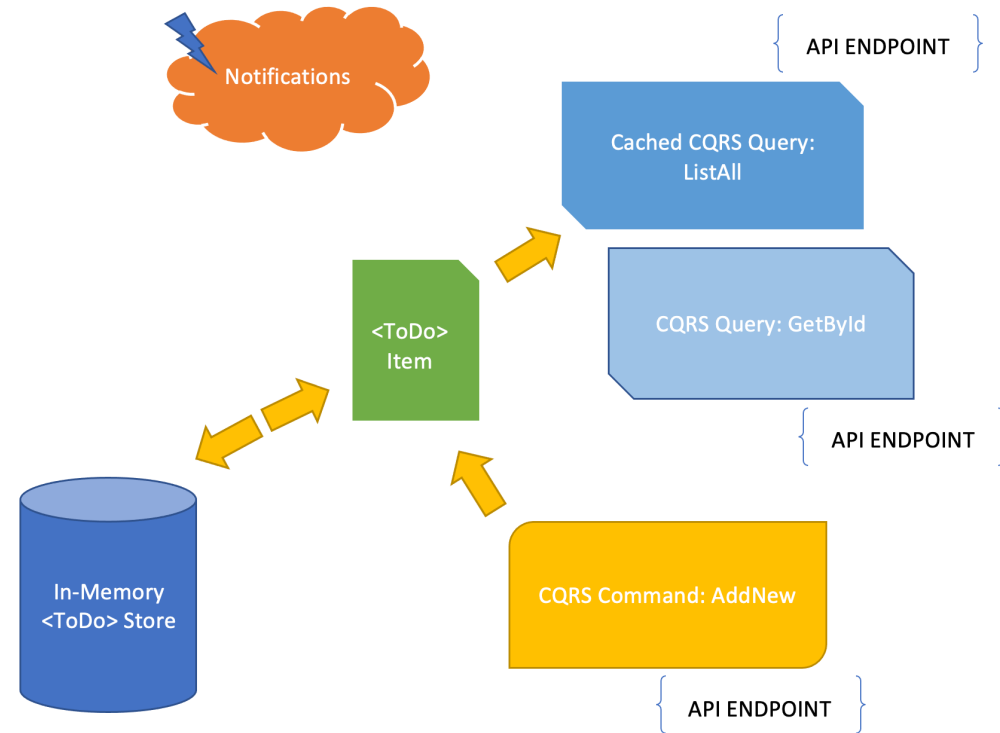 Notifications
API ENDPOINT
Cached CQRS Query:
ListAll
<ToDo>
Item
CQRS Query: GetById
API ENDPOINT
In-Memory
<ToDo> Store
CQRS Command: AddNew
API ENDPOINT